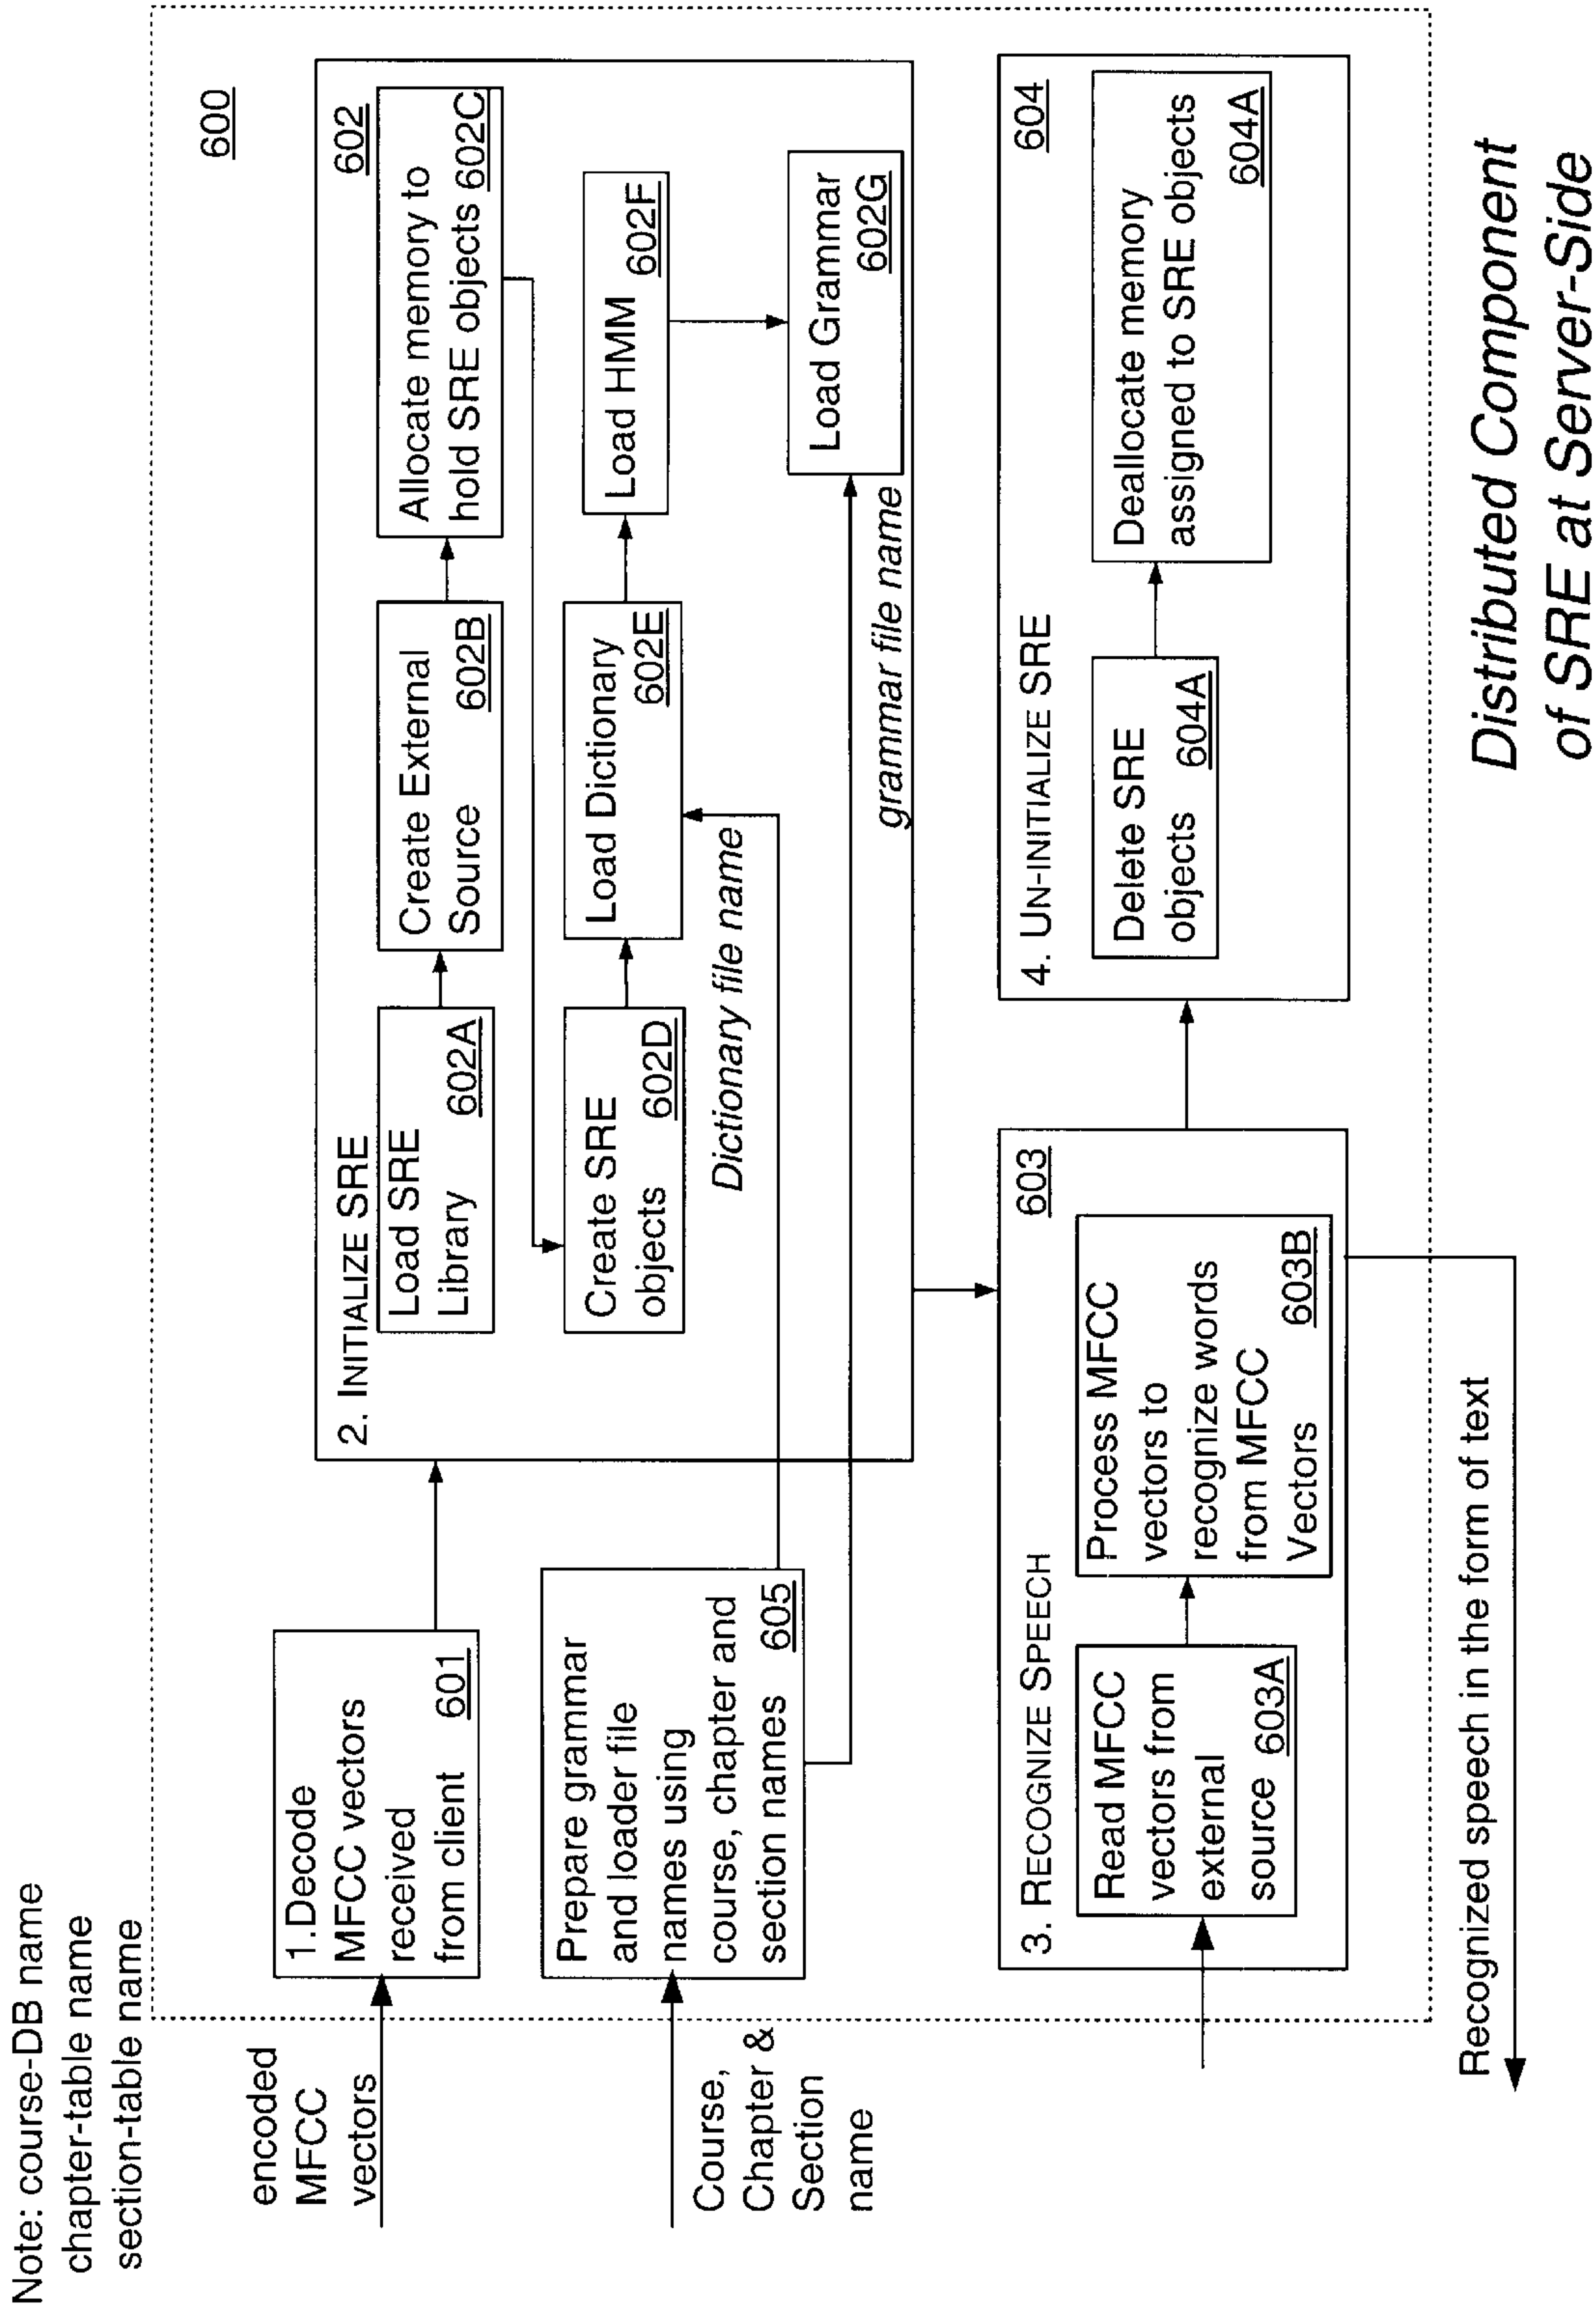 Note: course-DB name
chapter-table name
section-table name
600
encoded
MFCC
vectors
1.Decode
MFCC vectors
received
from client 601
2. INITIALIZE SRE
602
Load SRE
Library 602A
Create External
Source 602B
Allocate memory to
hold SRE objects 602C
Create SRE
objects 602D
Load Dictionary
602E
Load HMM
602F
Dictionary file name
Load Grammar
602G
grammar file name
Course,
Chapter &
Section
name
Prepare grammar
and loader file
names using
course, chapter and
section names 605
3. RECOGNIZE SPEECH
603
Read MFCC
vectors from
external
source 603A
Process MFCC
vectors to
recognize words
from MFCC
Vectors 603B
4. UN-INITIALIZE SRE
604
Delete SRE
objects 604A
Deallocate memory
assigned to SRE objects
604A
Recognized speech in the form of text
Distributed Component
of SRE at Server-Side